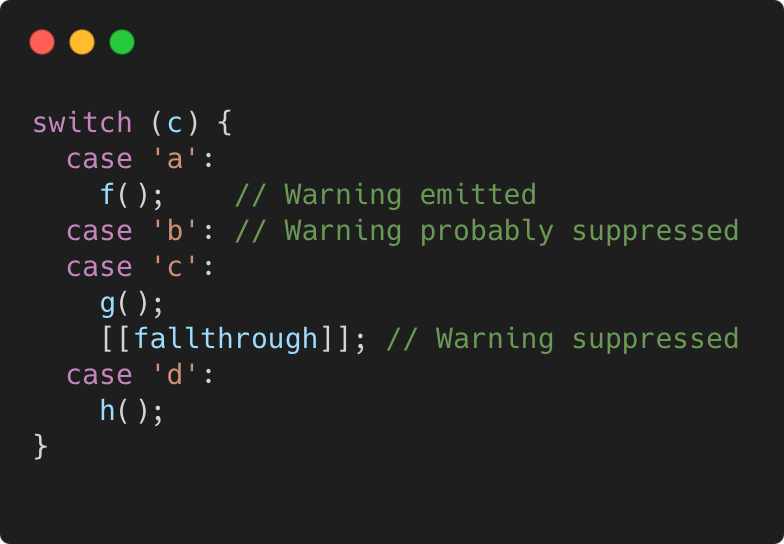 switch (c) {
  case 'a':
    f();    // Warning emitted
  case 'b': // Warning probably suppressed
  case 'c':
    g();
    [[fallthrough]]; // Warning suppressed
  case 'd':
    h();
}